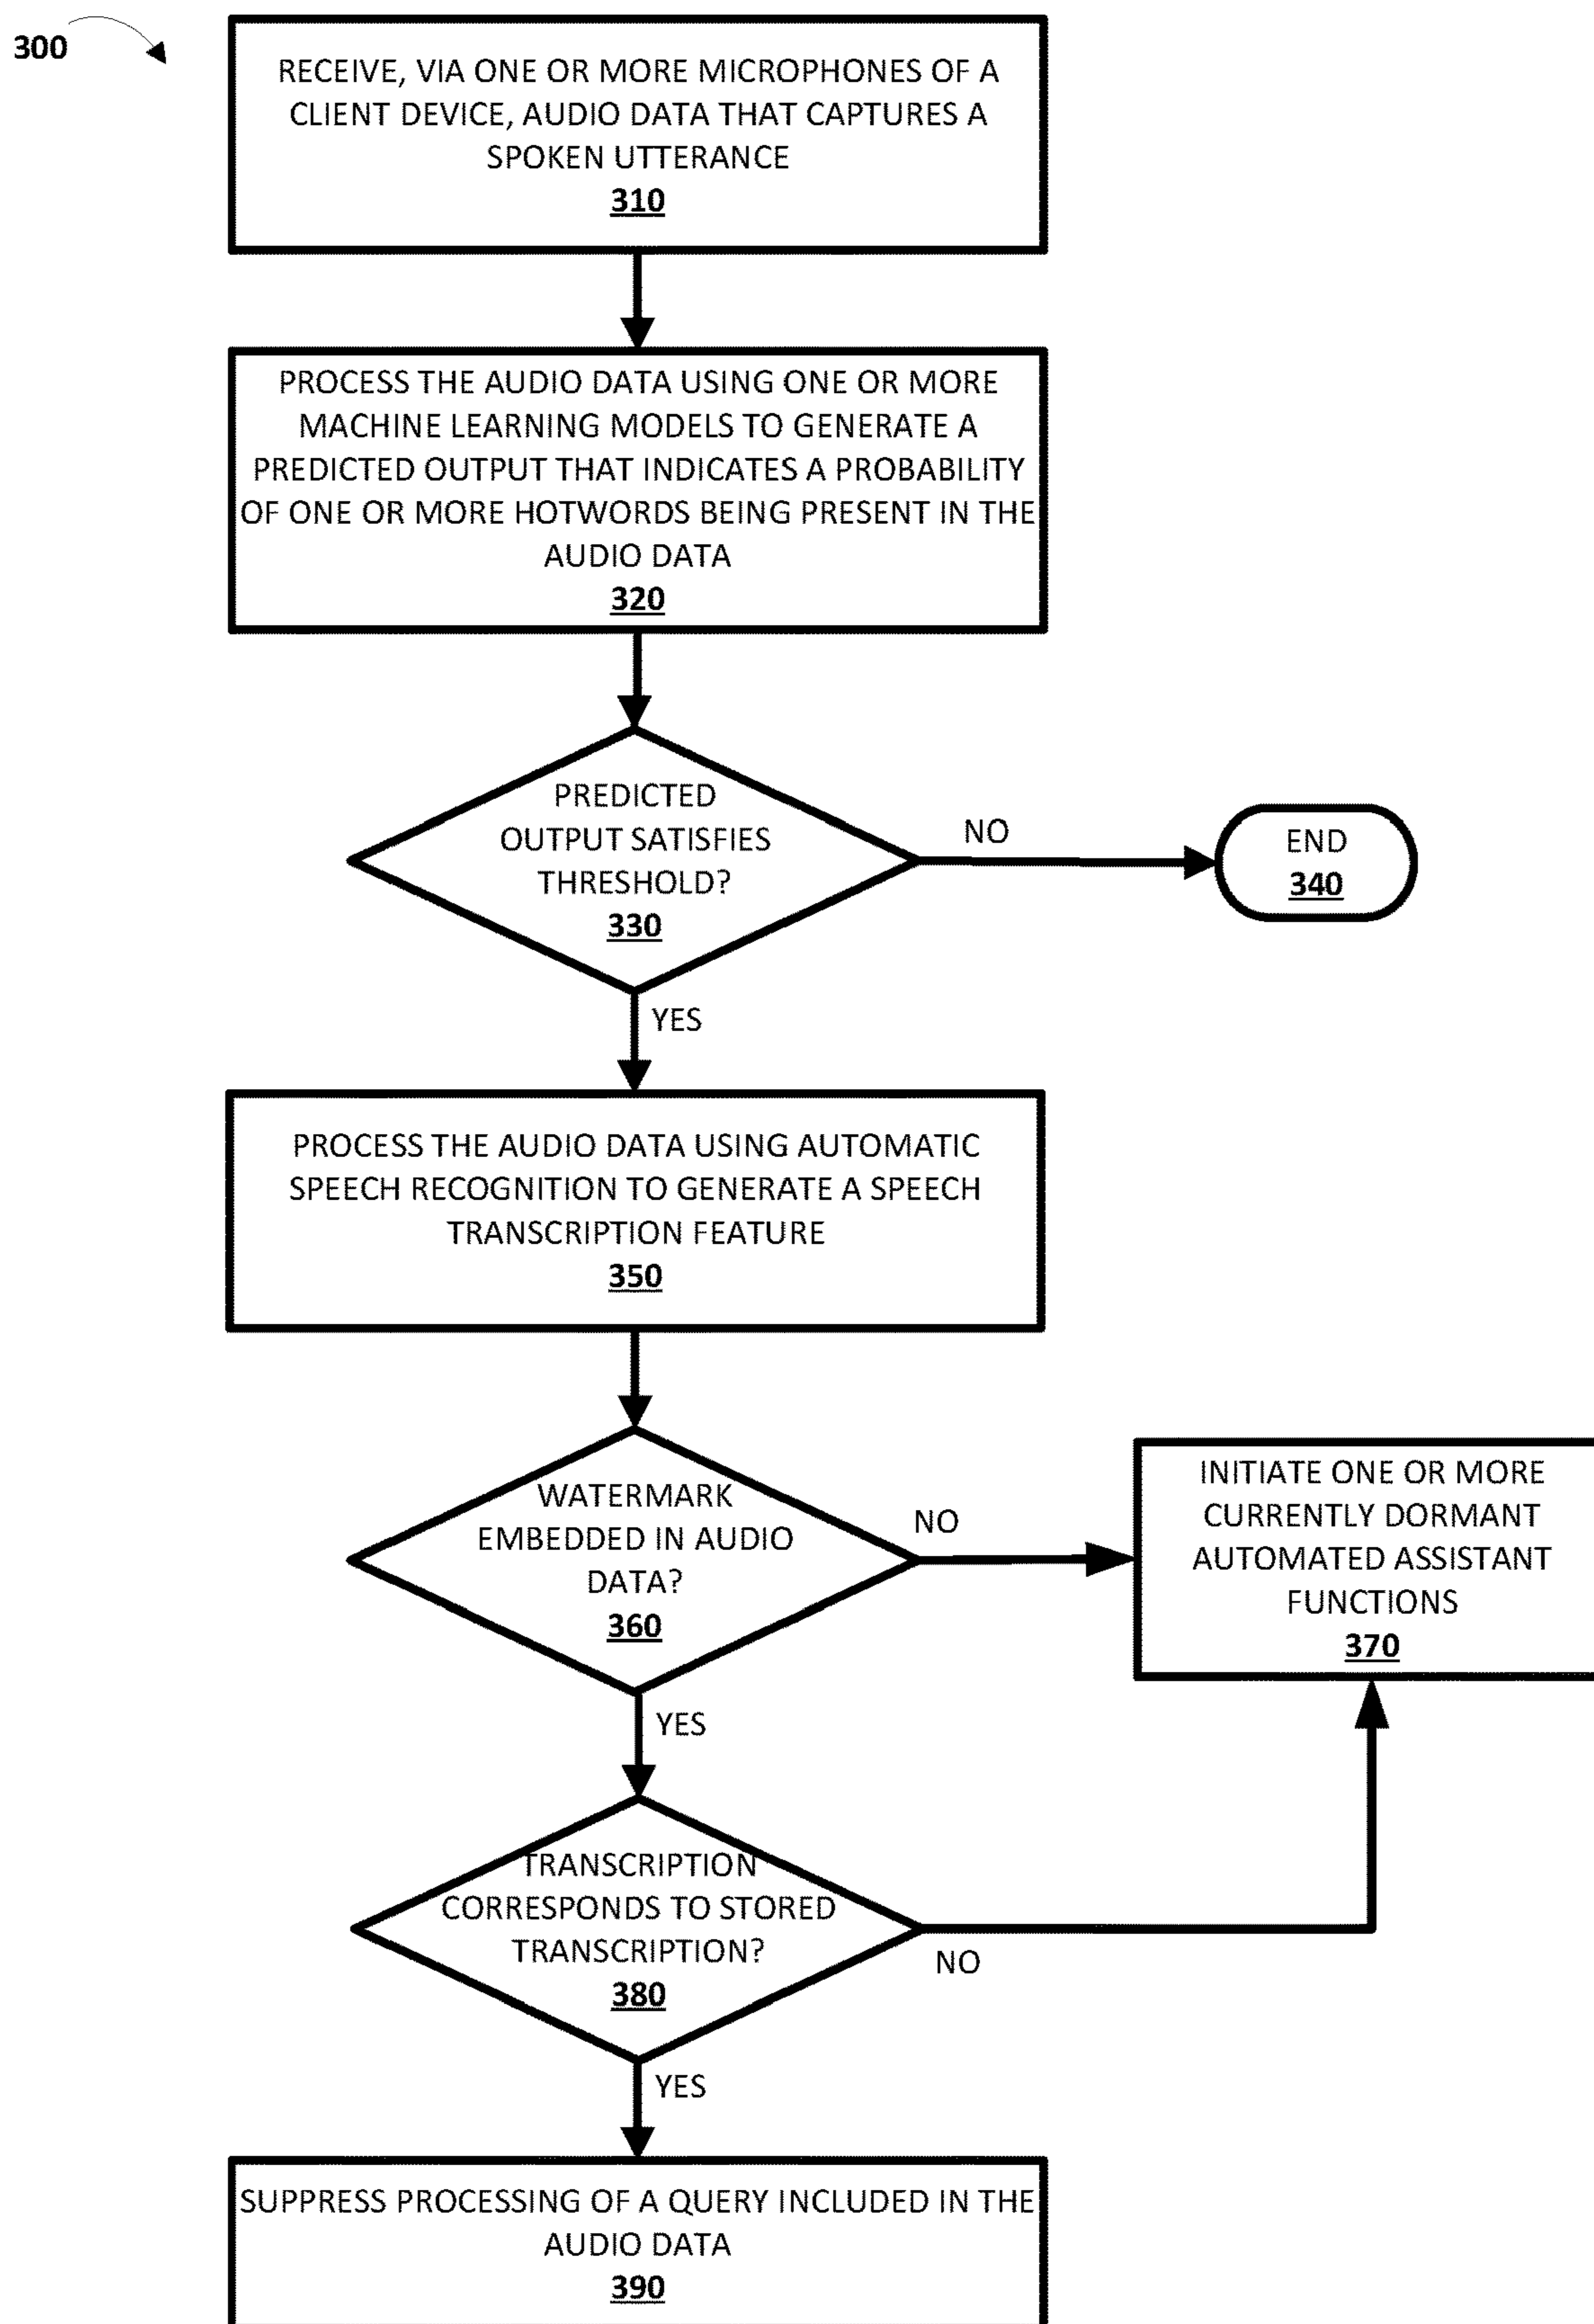 300
RECEIVE, VIA ONE OR MORE MICROPHONES OF A
CLIENT DEVICE, AUDIO DATA THAT CAPTURES A
SPOKEN UTTERANCE
310
PROCESS THE AUDIO DATA USING ONE OR MORE
MACHINE LEARNING MODELS TO GENERATE A
PREDICTED OUTPUT THAT INDICATES A PROBABILITY
OF ONE OR MORE HOTWORDS BEING PRESENT IN THE
AUDIO DATA
320
PREDICTED
OUTPUT SATISFIES
THRESHOLD?
330
NO
END
340
YES
PROCESS THE AUDIO DATA USING AUTOMATIC
SPEECH RECOGNITION TO GENERATE A SPEECH
TRANSCRIPTION FEATURE
350
WATERMARK
EMBEDDED IN AUDIO
DATA?
360
NO
INITIATE ONE OR MORE
CURRENTLY DORMANT
AUTOMATED ASSISTANT
FUNCTIONS
370
YES
TRANSCRIPTION
CORRESPONDS TO STORED
TRANSCRIPTION?
380
NO
YES
SUPPRESS PROCESSING OF A QUERY INCLUDED IN THE
AUDIO DATA
390